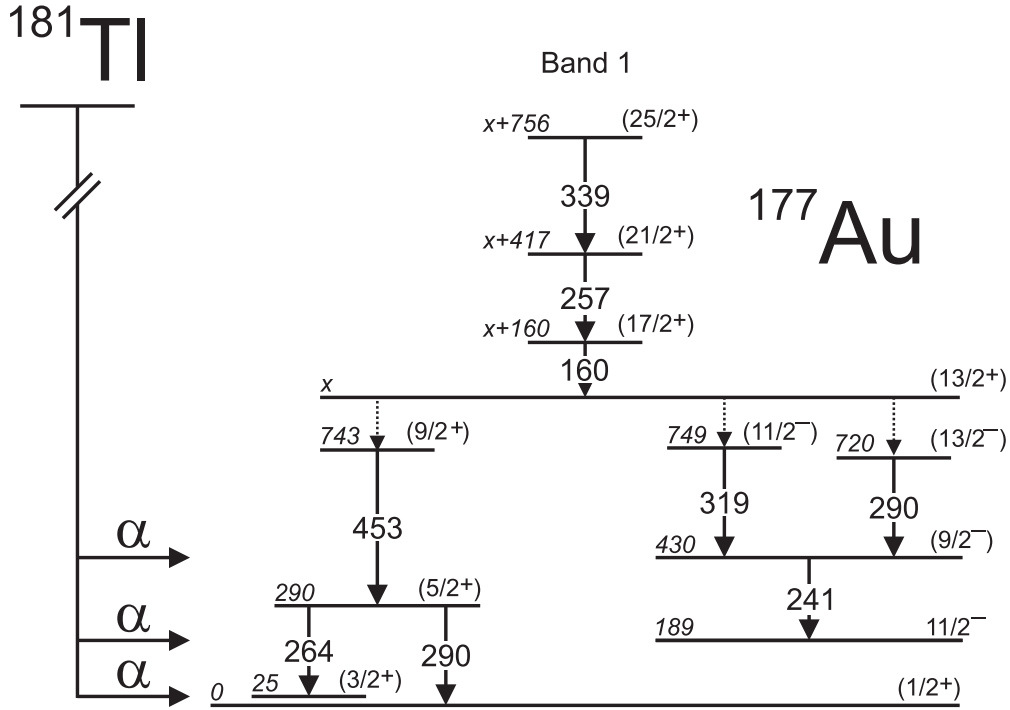 181Tl
Band 1
x+756 (25/2+)
339
177Au
x+417 (21/2+)
257
x+160 (17/2+)
160
x (13/2+)
743 (9/2+)
749 (11/2−)
720 (13/2−)
453
319
290
α
430 (9/2−)
290 (5/2+)
241
α
189 11/2−
264
290
α
25 (3/2+)
0 (1/2+)